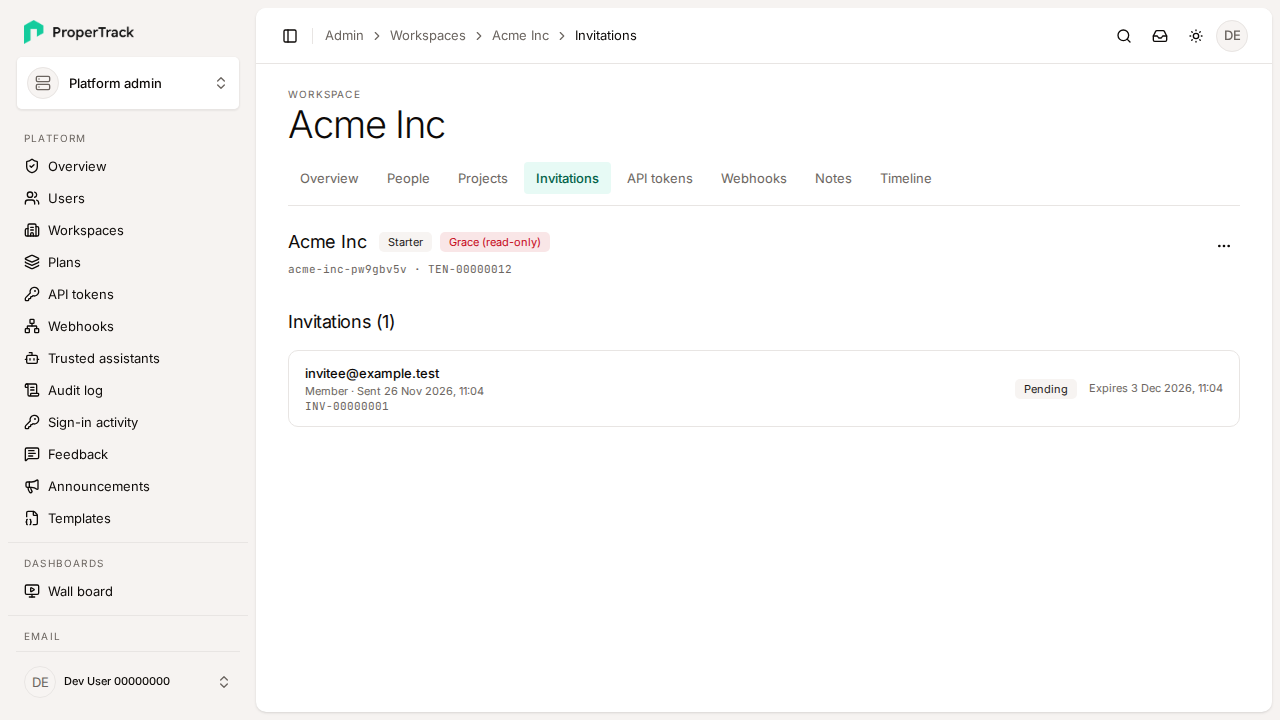 ProperTrack
Platform admin
PLATFORM
Overview
Users
Workspaces
Plans
API tokens
Webhooks
Trusted assistants
Audit log
Sign-in activity
Feedback
Announcements
Templates
DASHBOARDS
Wall board
EMAIL
DE
Dev User 00000000
Admin > Workspaces > Acme Inc > Invitations
DE
WORKSPACE
Acme Inc
Overview People Projects Invitations API tokens Webhooks Notes Timeline
Acme Inc Starter Grace (read-only)
acme-inc-pw9gbv5v · TEN-00000012
Invitations (1)
invitee@example.test
Member · Sent 26 Nov 2026, 11:04
INV-00000001
Pending Expires 3 Dec 2026, 11:04